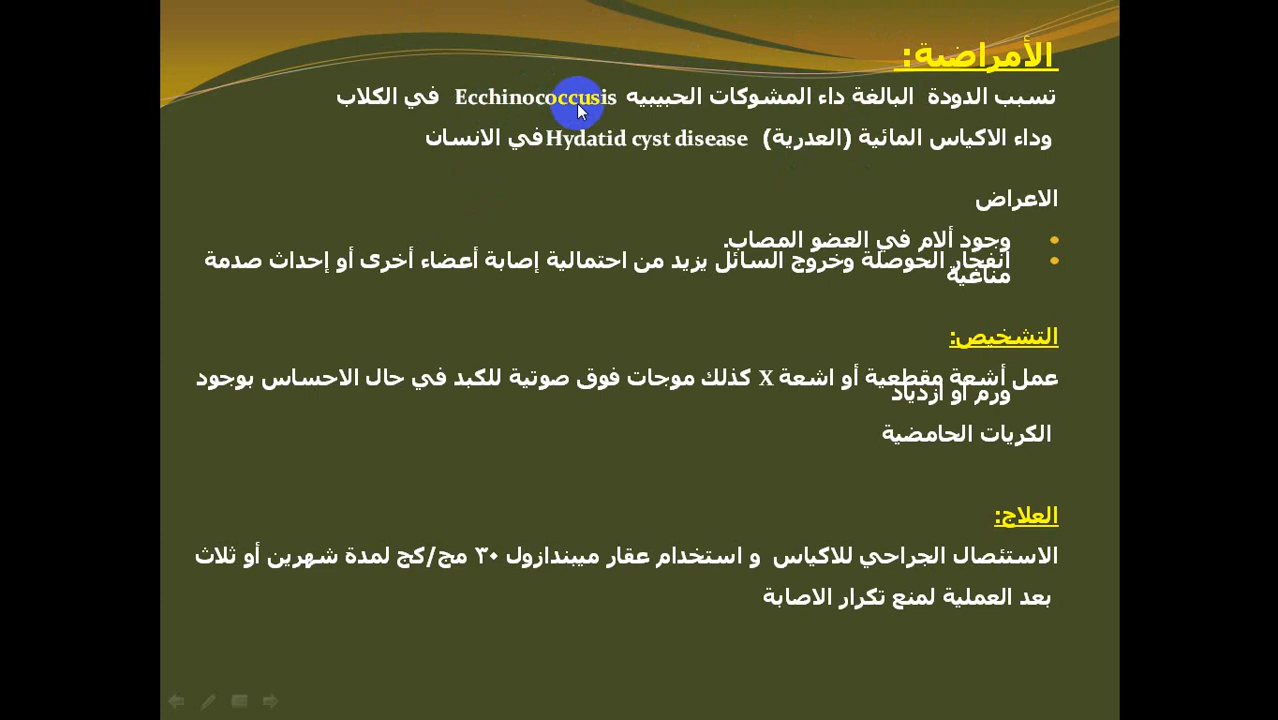 الأمراضية:
تسبب الدودة البالغة داء المشوكات الحبيبيه Ecchinococcusis في الكلاب
وداء الاكياس المائية (العدرية) Hydatid cyst disease في الانسان
الاعراض
• وجود ألام في العضو المصاب.
• انفجار الحوصلة وخروج السائل يزيد من احتمالية إصابة أعضاء أخرى أو إحداث صدمة
مناعية
التشخيص:
عمل أشعة مقطعية أو اشعة X كذلك موجات فوق صوتية للكبد في حال الاحساس بوجود
ورم أو ازدياد
الكريات الحامضية
العلاج:
الاستئصال الجراحي للاكياس و استخدام عقار ميبندازول ٣٠ مج/كج لمدة شهرين أو ثلاث
بعد العملية لمنع تكرار الاصابة